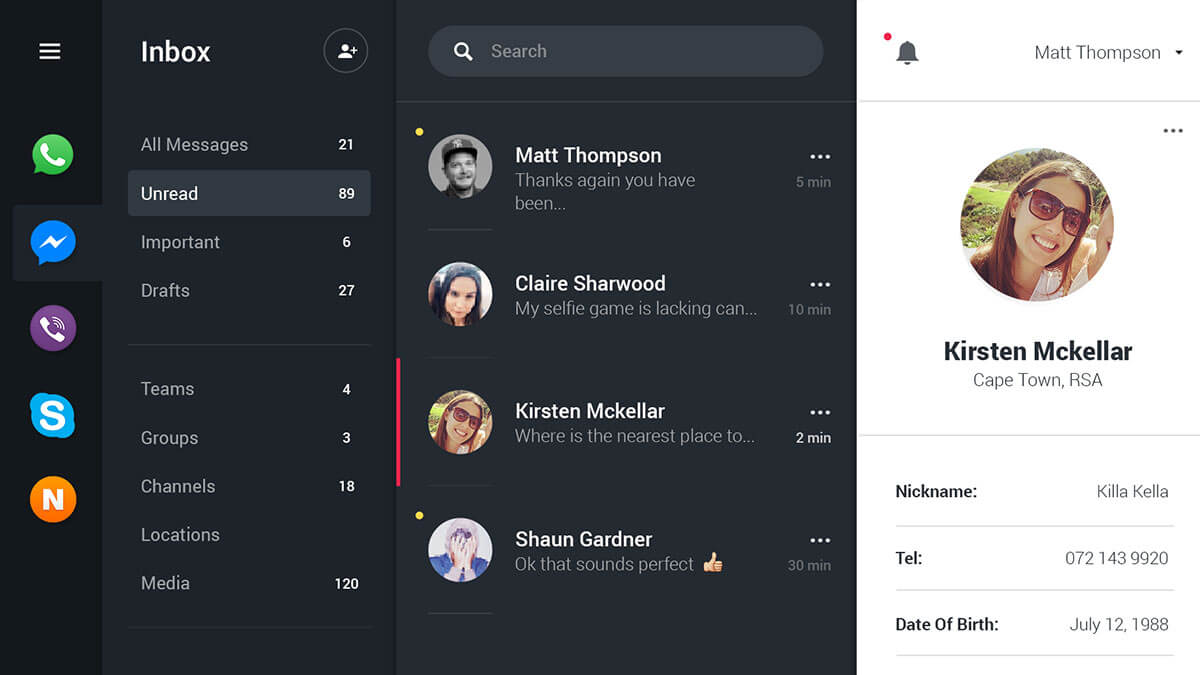 Inbox
All Messages 21
Unread 89
Important 6
Drafts 27
Teams 4
Groups 3
Channels 18
Locations
Media 120
S
N
Search
Matt Thompson
Thanks again you have
been...
5 min
Claire Sharwood
My selfie game is lacking can...
10 min
Kirsten Mckellar
Where is the nearest place to...
2 min
Shaun Gardner
Ok that sounds perfect 👍
30 min
Matt Thompson
Kirsten Mckellar
Cape Town, RSA
Nickname: Killa Kella
Tel: 072 143 9920
Date Of Birth: July 12, 1988